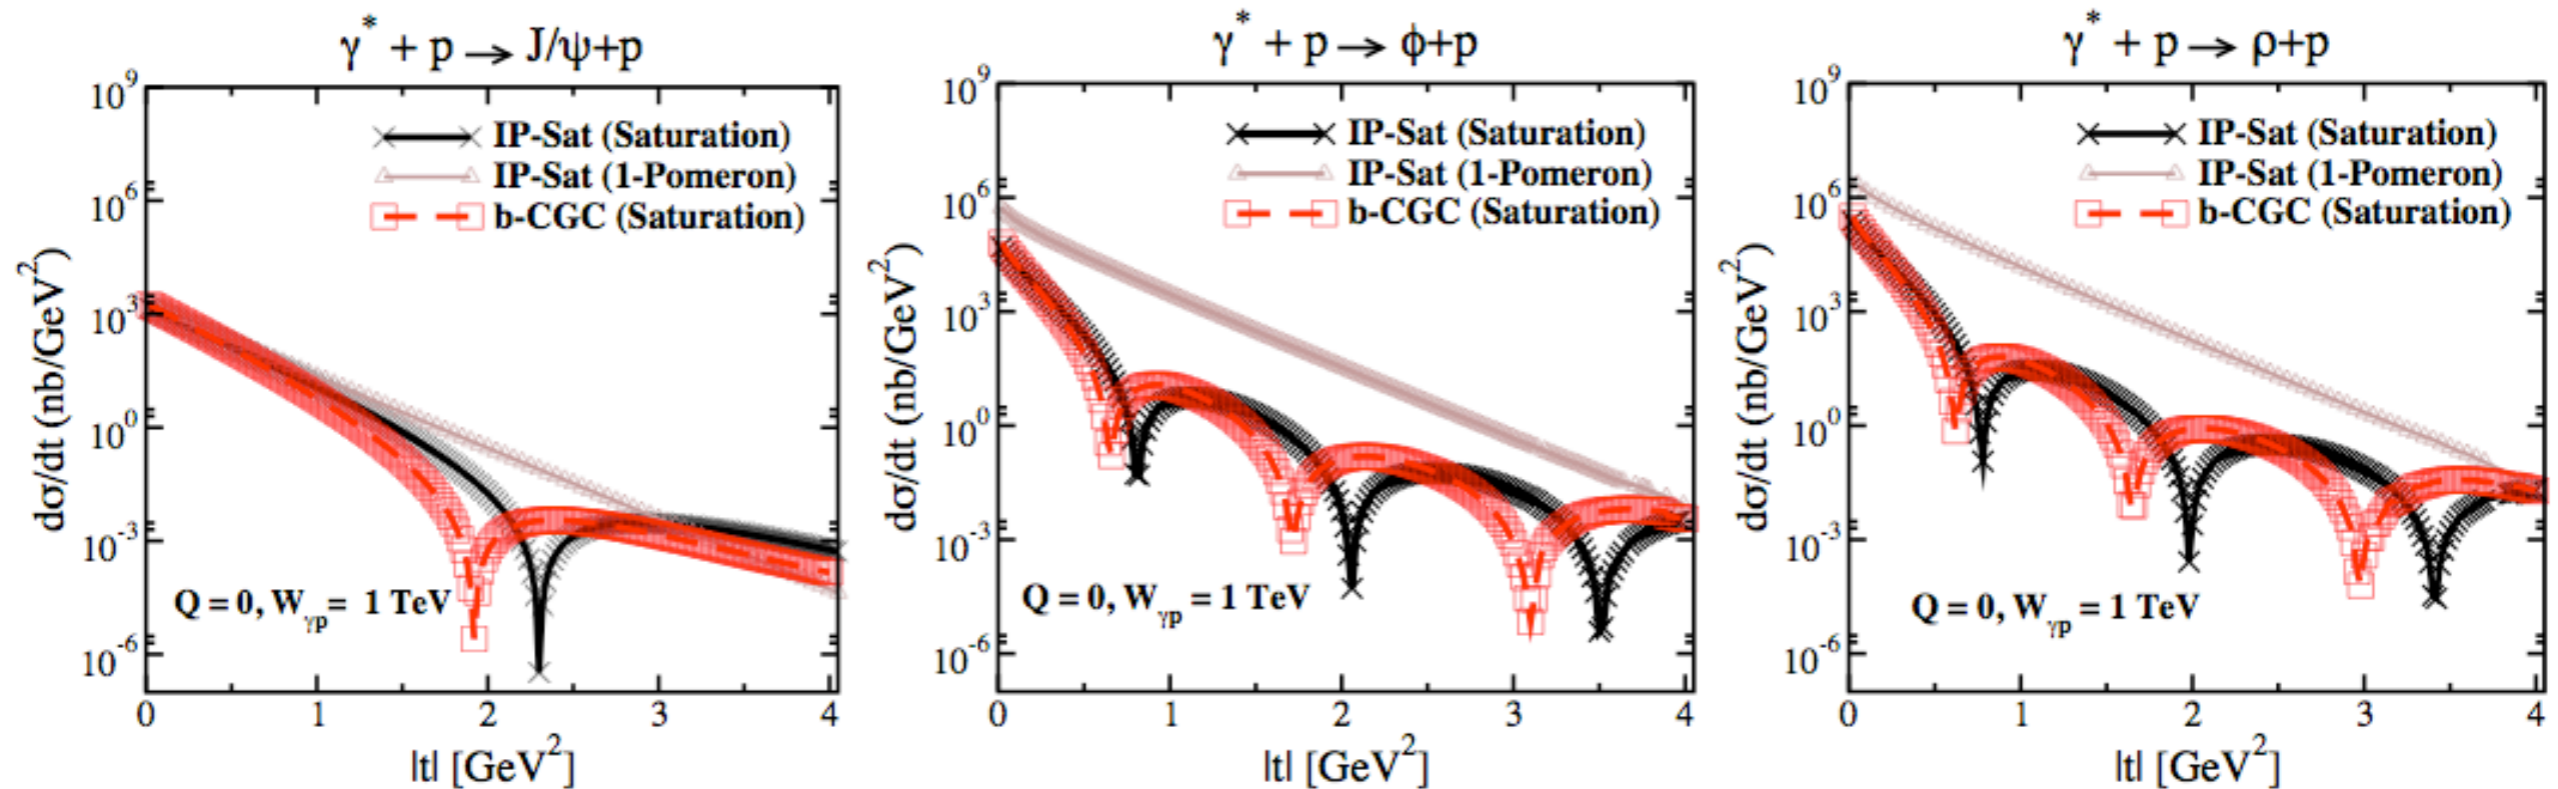 γ* + p → J/ψ+p
10⁹
10⁶
10³
10⁰
10⁻³
10⁻⁶
dσ/dt (nb/GeV²)
IP-Sat (Saturation)
IP-Sat (1-Pomeron)
b-CGC (Saturation)
Q = 0, Wγp = 1 TeV
0 1 2 3 4
|t| [GeV²]
γ* + p → ϕ+p
10⁹
10⁶
10³
10⁰
10⁻³
10⁻⁶
dσ/dt (nb/GeV²)
IP-Sat (Saturation)
IP-Sat (1-Pomeron)
b-CGC (Saturation)
Q = 0, Wγp = 1 TeV
0 1 2 3 4
|t| [GeV²]
γ* + p → ρ+p
10⁹
10⁶
10³
10⁰
10⁻³
10⁻⁶
dσ/dt (nb/GeV²)
IP-Sat (Saturation)
IP-Sat (1-Pomeron)
b-CGC (Saturation)
Q = 0, Wγp = 1 TeV
0 1 2 3 4
|t| [GeV²]